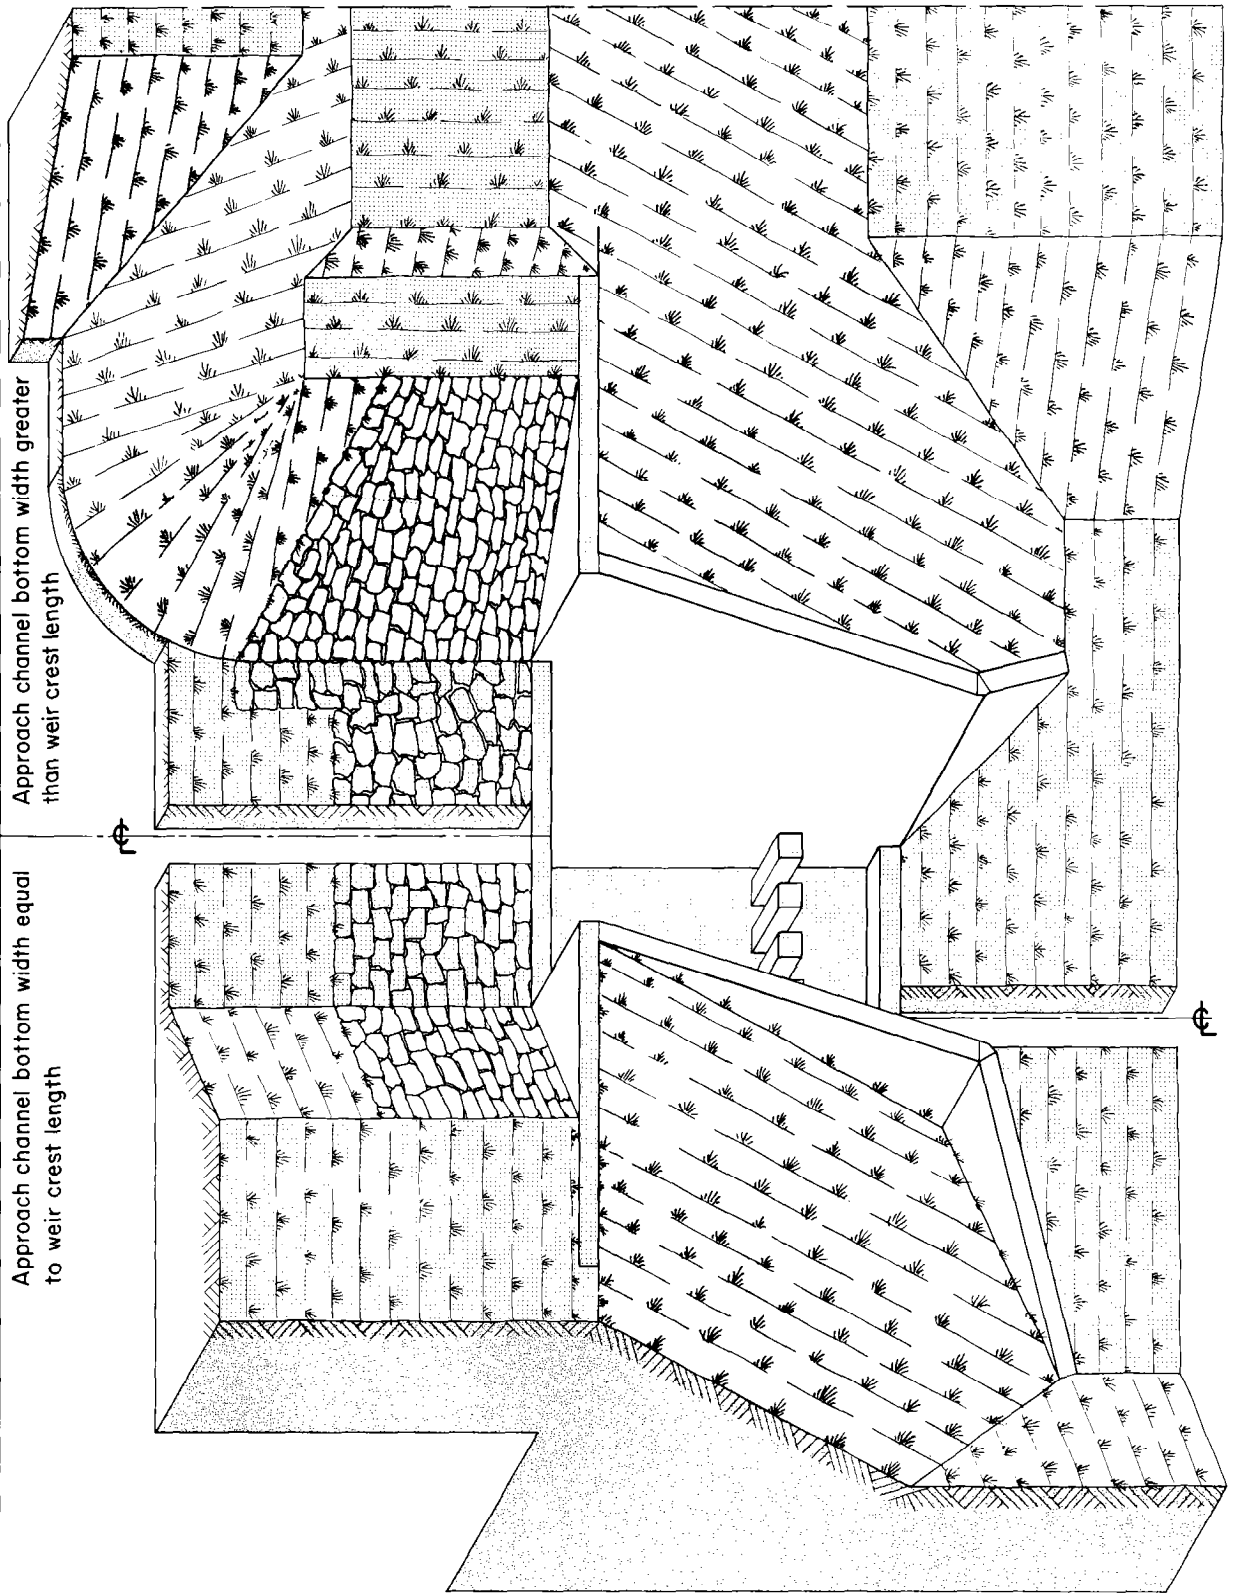 Approach channel bottom width equal
to weir crest length
Approach channel bottom width greater
than weir crest length
℄
℄